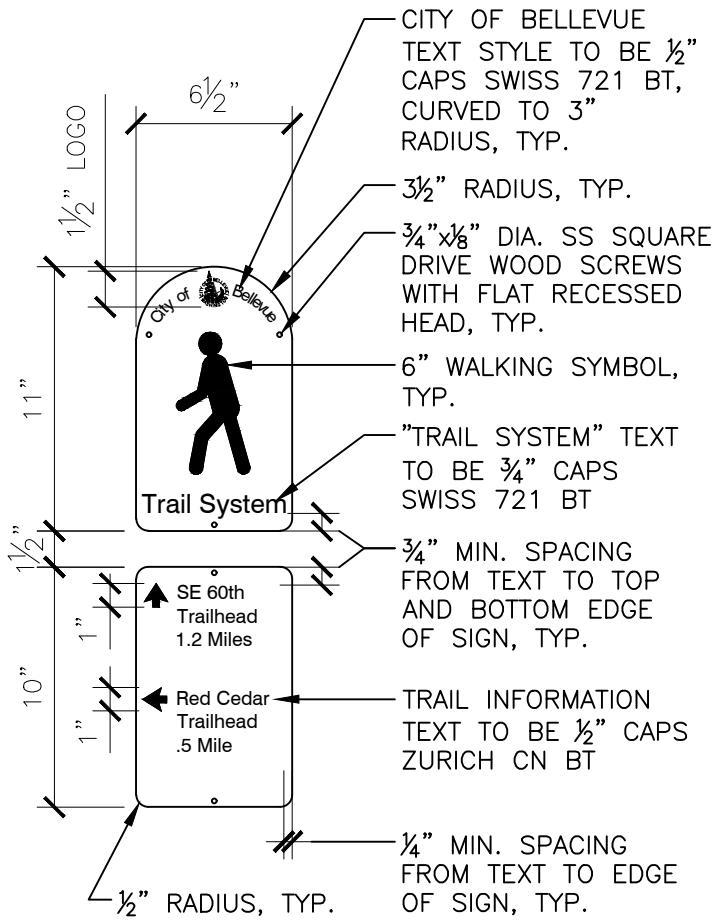 CITY OF BELLEVUE
TEXT STYLE TO BE ½”
CAPS SWISS 721 BT,
CURVED TO 3”
RADIUS, TYP.
6½”
1½” LOGO
3½” RADIUS, TYP.
¾”x⅛” DIA. SS SQUARE
DRIVE WOOD SCREWS
WITH FLAT RECESSED
HEAD, TYP.
City of Bellevue
6” WALKING SYMBOL,
TYP.
11”
"TRAIL SYSTEM” TEXT
TO BE ¾” CAPS
SWISS 721 BT
Trail System
1½”
¾” MIN. SPACING
FROM TEXT TO TOP
AND BOTTOM EDGE
OF SIGN, TYP.
SE 60th
Trailhead
1.2 Miles
1”
10”
Red Cedar
Trailhead
.5 Mile
1”
TRAIL INFORMATION
TEXT TO BE ½” CAPS
ZURICH CN BT
¼” MIN. SPACING
FROM TEXT TO EDGE
OF SIGN, TYP.
½” RADIUS, TYP.